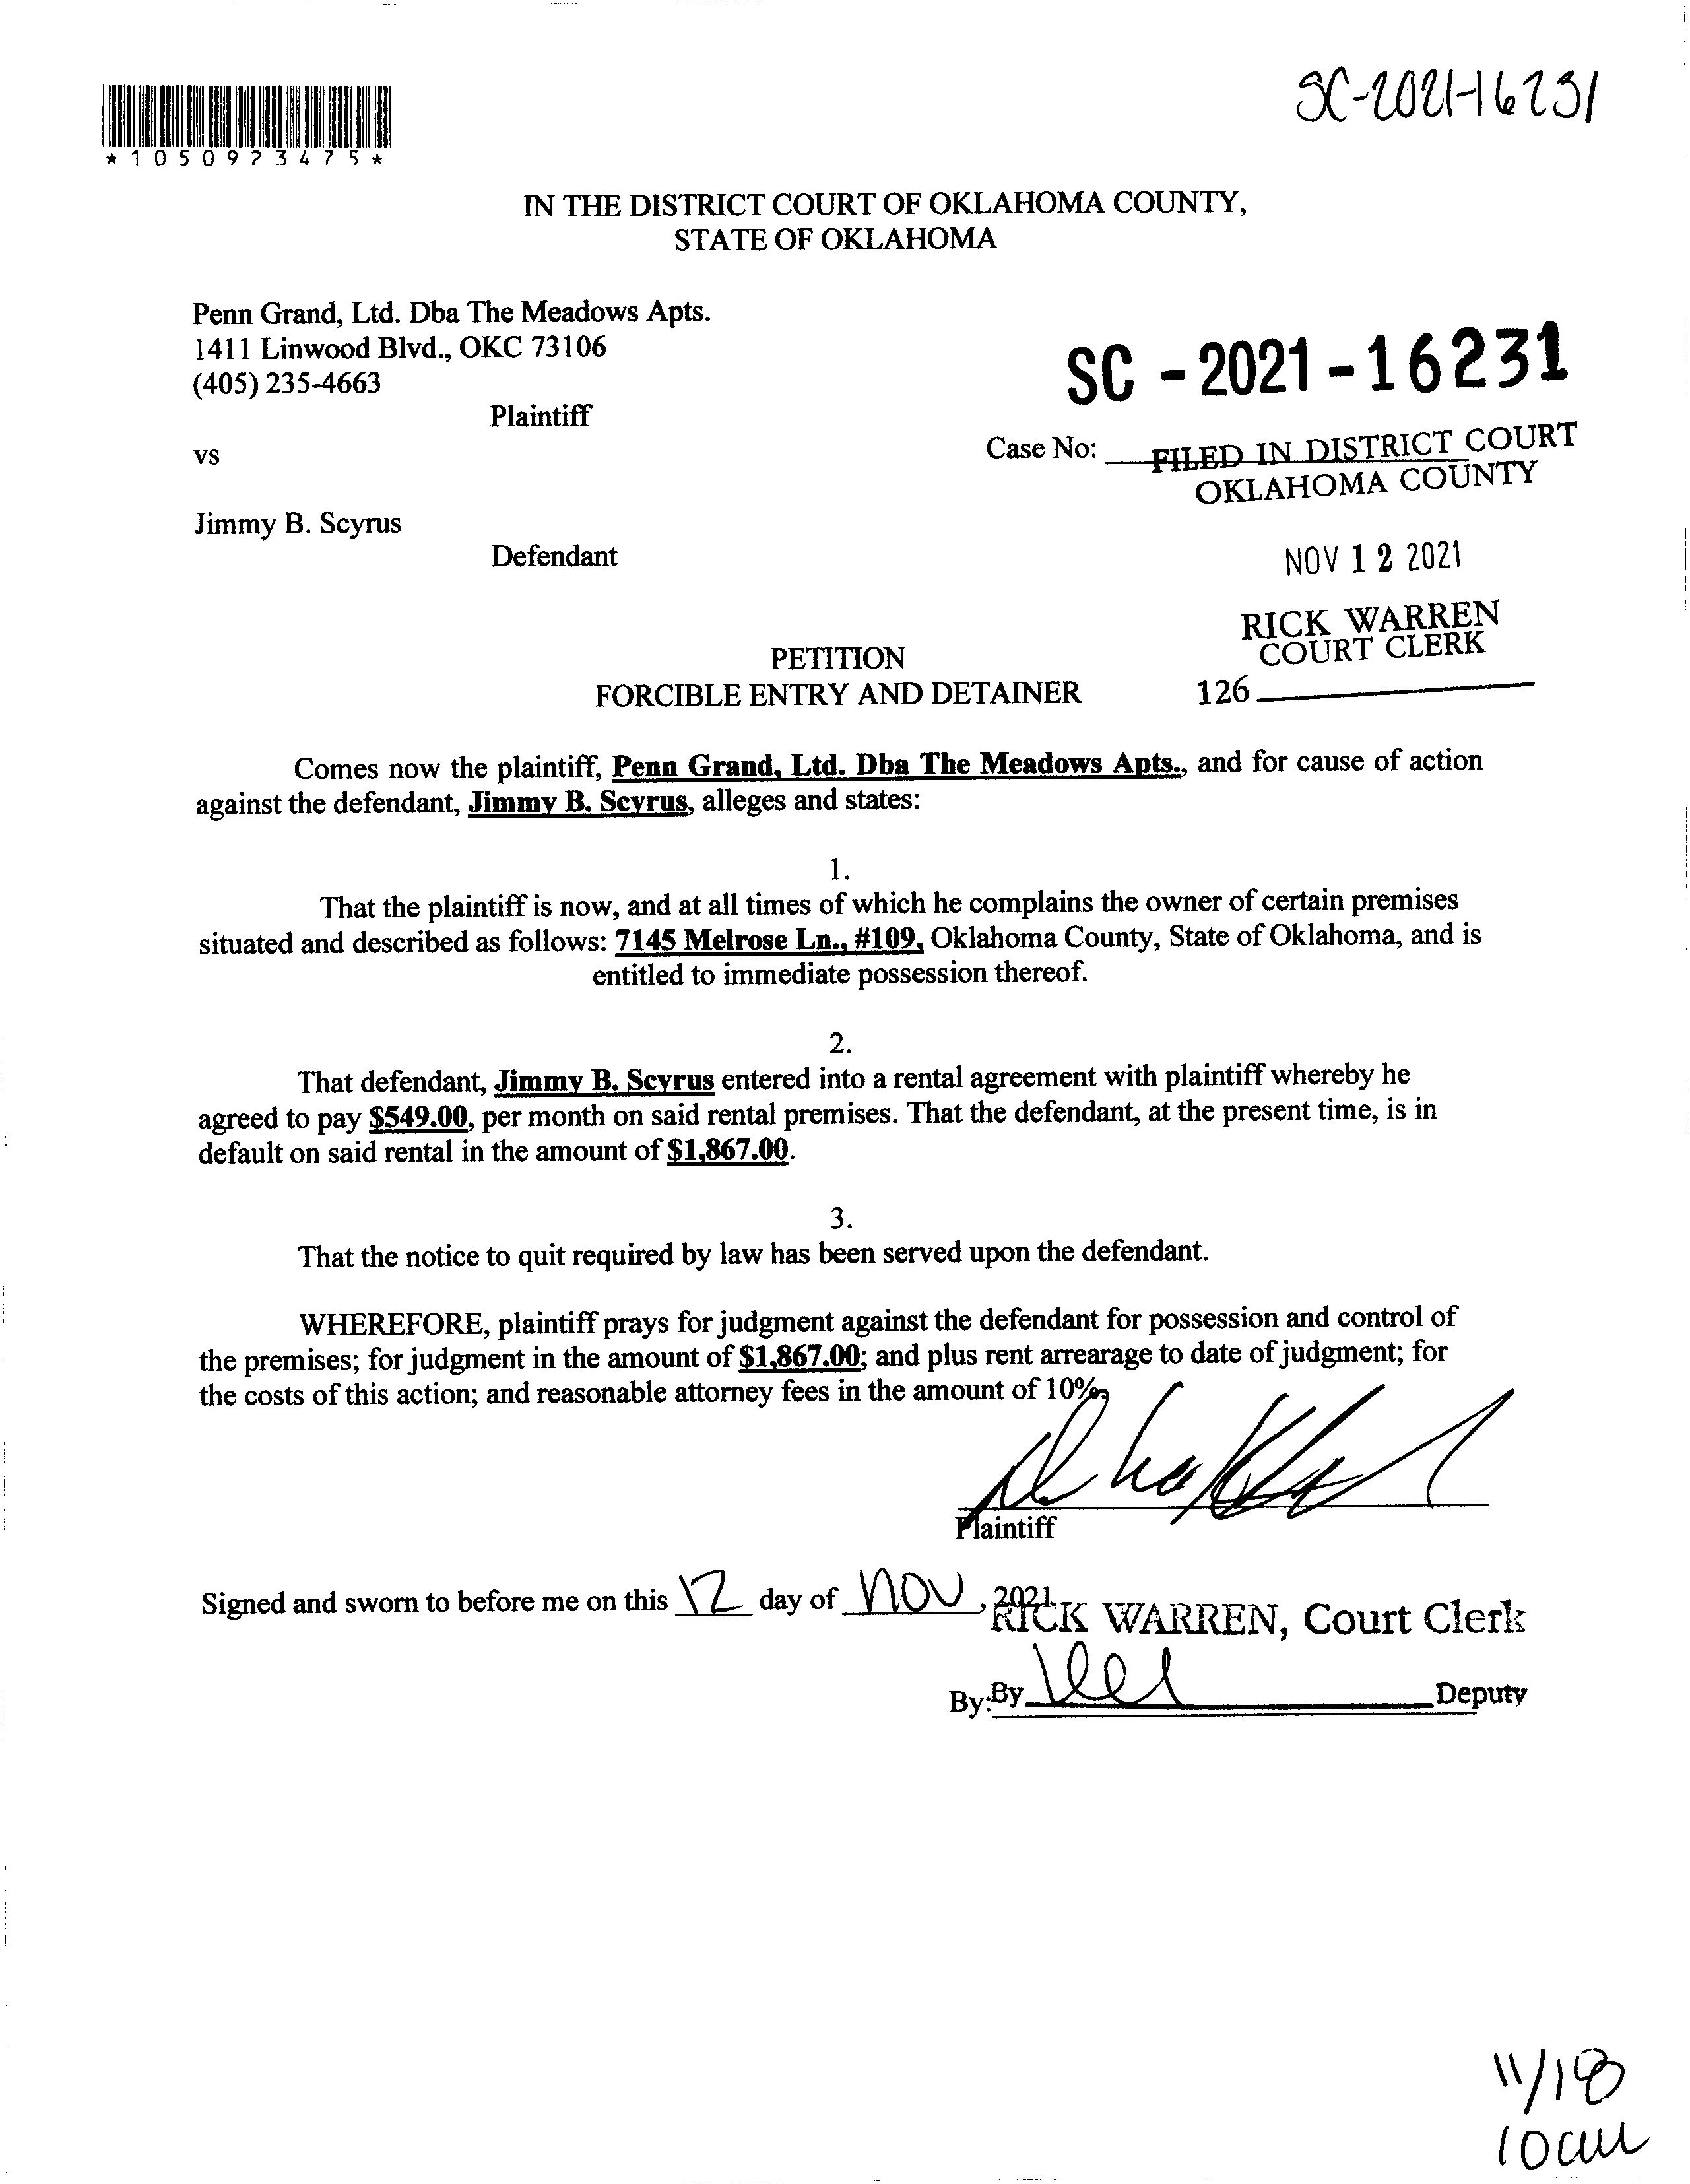 SC-2021-16231
*1050923475*
IN THE DISTRICT COURT OF OKLAHOMA COUNTY,
STATE OF OKLAHOMA
Penn Grand, Ltd. Dba The Meadows Apts.
1411 Linwood Blvd., OKC 73106
(405) 235-4663
Plaintiff
vs
Jimmy B. Scyrus
Defendant
SC - 2021 - 16231
Case No:
FILED IN DISTRICT COURT
OKLAHOMA COUNTY
NOV 12 2021
RICK WARREN
COURT CLERK
126
PETITION
FORCIBLE ENTRY AND DETAINER
Comes now the plaintiff, Penn Grand, Ltd. Dba The Meadows Apts., and for cause of action
against the defendant, Jimmy B. Scyrus, alleges and states:
1.
That the plaintiff is now, and at all times of which he complains the owner of certain premises
situated and described as follows: 7145 Melrose Ln., #109, Oklahoma County, State of Oklahoma, and is
entitled to immediate possession thereof.
2.
That defendant, Jimmy B. Scyrus entered into a rental agreement with plaintiff whereby he
agreed to pay $549.00, per month on said rental premises. That the defendant, at the present time, is in
default on said rental in the amount of $1,867.00.
3.
That the notice to quit required by law has been served upon the defendant.
WHEREFORE, plaintiff prays for judgment against the defendant for possession and control of
the premises; for judgment in the amount of $1,867.00; and plus rent arrearage to date of judgment; for
the costs of this action; and reasonable attorney fees in the amount of 10%.
Plaintiff
Signed and sworn to before me on this 12 day of NOV, 2021.
RICK WARREN, Court Clerk
By: By Deputy
11/18
10am